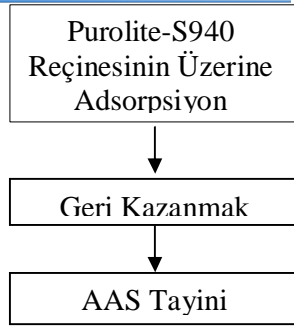 Purolite-S940
Reçinesinin Üzerine
Adsorpsiyon
Geri Kazanmak
AAS Tayini